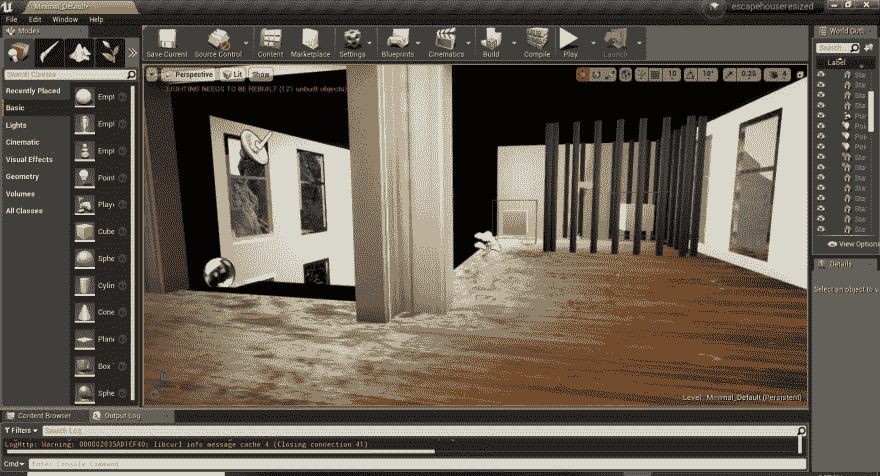 Minimal_Default•
escapehouseresized
File Edit Window Help
Modes
World Outli
Save Current Source Control Content Marketplace Settings Blueprints Cinematics Build Compile Play Launch
Search Classes
Search...
Label
Perspective Lit Show
10 10° 0.25 4
LIGHTING NEEDS TO BE REBUILT (121 unbuilt objects)
Recently Placed
Basic
Lights
Cinematic
Visual Effects
Geometry
Volumes
All Classes
Empt
Empt
Empt
Point
Playe
Cube
Sphe
Cylin
Cone
Plane
Box
Sphe
Sta
Sta
Sta
Sta
Play
Poi
Poi
Poi
Sta
Sta
Sta
Sta
Sta
Sta
Sta
Sta
View Options
Details
Select an object to v
Level: Minimal_Default (Persistent)
Content Browser Output Log
Filters Search Log
LogHttp: Warning: 000002035AD1CF40: libcurl info message cache 4 (Closing connection 41)
Cmd Enter Console Command